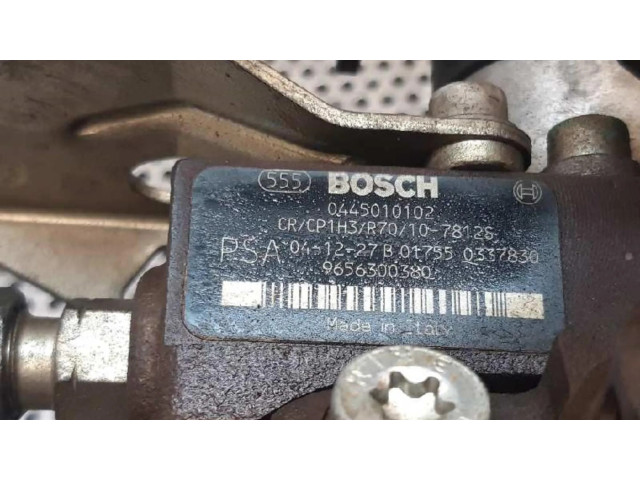 555 BOSCH
0445010102
CR/CP1H3/R70/10-78126
PSA 04-12-27 B 01755 0337830
9656300380
Made in Italy